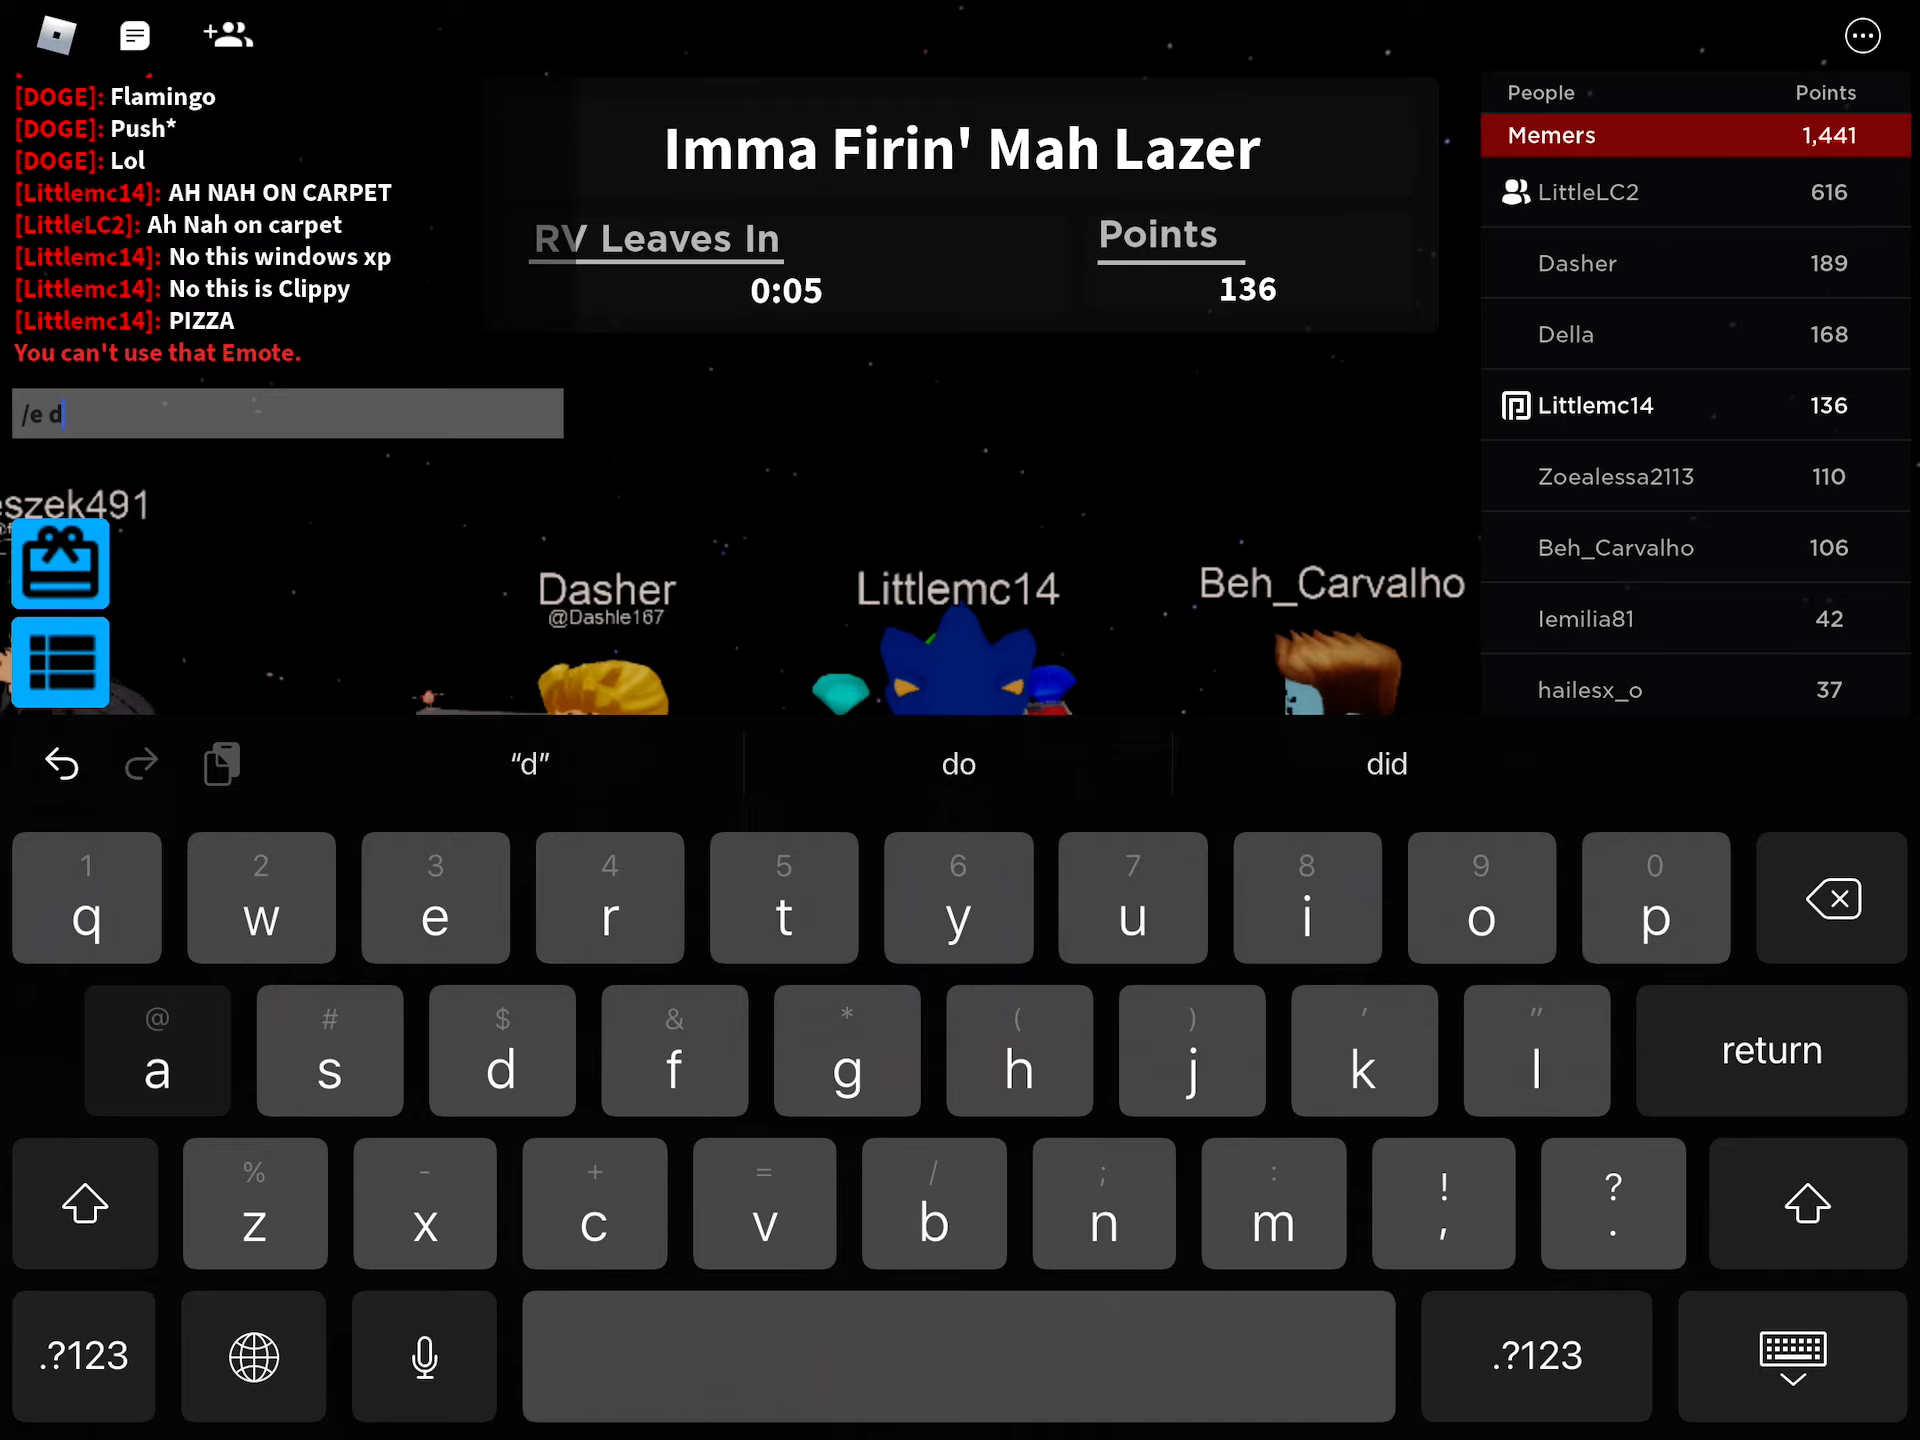 [DOGE]: Flamingo
[DOGE]: Push*
[DOGE]: Lol
[Littlemc14]: AH NAH ON CARPET
[LittleLC2]: Ah Nah on carpet
[Littlemc14]: No this windows xp
[Littlemc14]: No this is Clippy
[Littlemc14]: PIZZA
You can't use that Emote.
/e d
Imma Firin' Mah Lazer
RV Leaves In
0:05
Points
136
People Points
Memers 1,441
LittleLC2 616
Dasher 189
Della 168
Littlemc14 136
Zoealessa2113 110
Beh_Carvalho 106
hailesx_o 37
szek491
Dasher
@Dashle167
Littlemc14
Beh_Carvalho
“d” do did
1 2 3 4 5 6 7 8 9 0
q w e r t y u i o p
@ # $ & * ( ) ' "
a s d f g h j k l return
% - + = / ; : ! ?
z x c v b n m , .
.?123 .?123